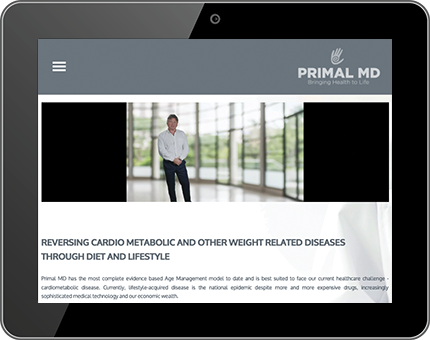 PRIMAL MD
Bringing Health to Life
REVERSING CARDIO METABOLIC AND OTHER WEIGHT RELATED DISEASES
THROUGH DIET AND LIFESTYLE
Primal MD has the most complete evidence based Age Management model to date and is best suited to face our current healthcare challenge -
cardiometabolic disease. Currently, lifestyle-acquired disease is the national epidemic despite more and more expensive drugs, increasingly
sophisticated medical technology and our economic wealth.